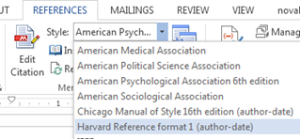 REFERENCES MAILINGS REVIEW VIEW
Style: American Psych...
Edit
Citation
American Medical Association
American Political Science Association
American Psychological Association 6th edition
American Sociological Association
Chicago Manual of Style 16th edition (author-date)
Harvard Reference format 1 (author-date)